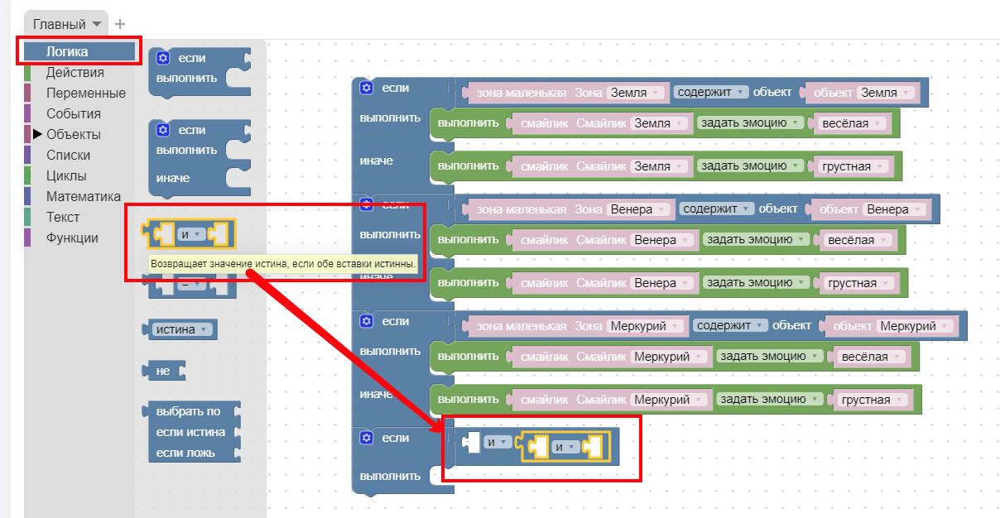 Главный
Логика
Действия
Переменные
События
Объекты
Списки
Циклы
Математика
Текст
Функции
если
выполнить
если
выполнить
иначе
и
Возвращает значение истина, если обе вставки истинны.
=
истина
не
выбрать по
если истина
если ложь
если зона маленькая Зона Земля содержит объект объект Земля
выполнить выполнить смайлик Смайлик Земля задать эмоцию весёлая
иначе выполнить смайлик Смайлик Земля задать эмоцию грустная
если зона маленькая Зона Венера содержит объект объект Венера
выполнить выполнить смайлик Смайлик Венера задать эмоцию весёлая
иначе выполнить смайлик Смайлик Венера задать эмоцию грустная
если зона маленькая Зона Меркурий содержит объект объект Меркурий
выполнить выполнить смайлик Смайлик Меркурий задать эмоцию весёлая
иначе выполнить смайлик Смайлик Меркурий задать эмоцию грустная
если и и
выполнить